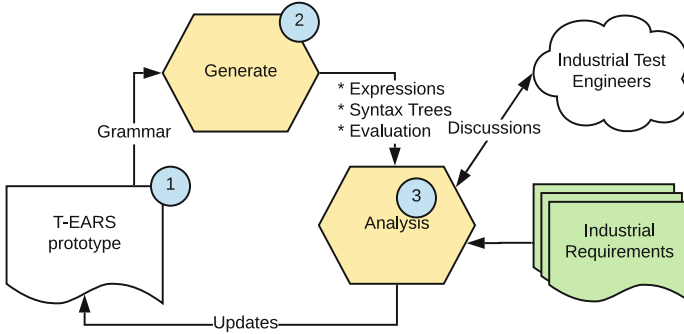 2
Generate
Industrial Test
Engineers
* Expressions
* Syntax Trees
* Evaluation
Discussions
Grammar
1
T-EARS
prototype
3
Analysis
Industrial
Requirements
Updates